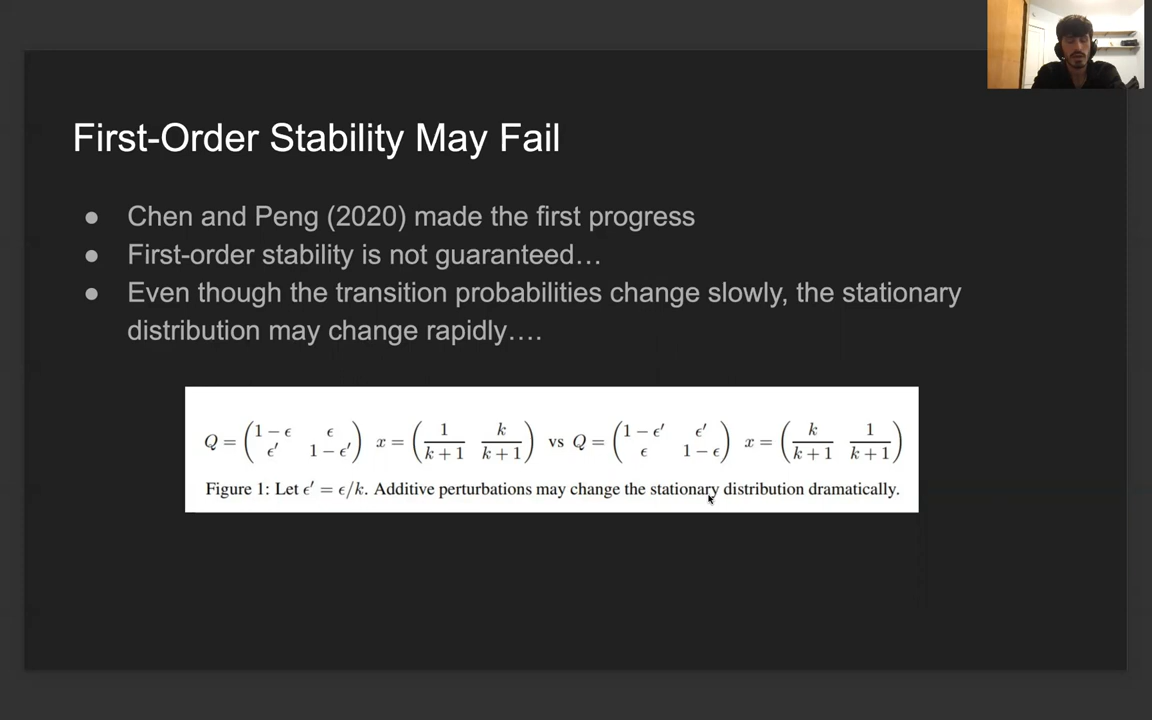 First-Order Stability May Fail
● Chen and Peng (2020) made the first progress
● First-order stability is not guaranteed…
● Even though the transition probabilities change slowly, the stationary
distribution may change rapidly….
Q = (1 − ϵ  ϵ; ϵ′  1 − ϵ′) x = (1/(k+1)  k/(k+1)) vs Q = (1 − ϵ′  ϵ′; ϵ  1 − ϵ) x = (k/(k+1)  1/(k+1))
Figure 1: Let ϵ′ = ϵ/k. Additive perturbations may change the stationary distribution dramatically.